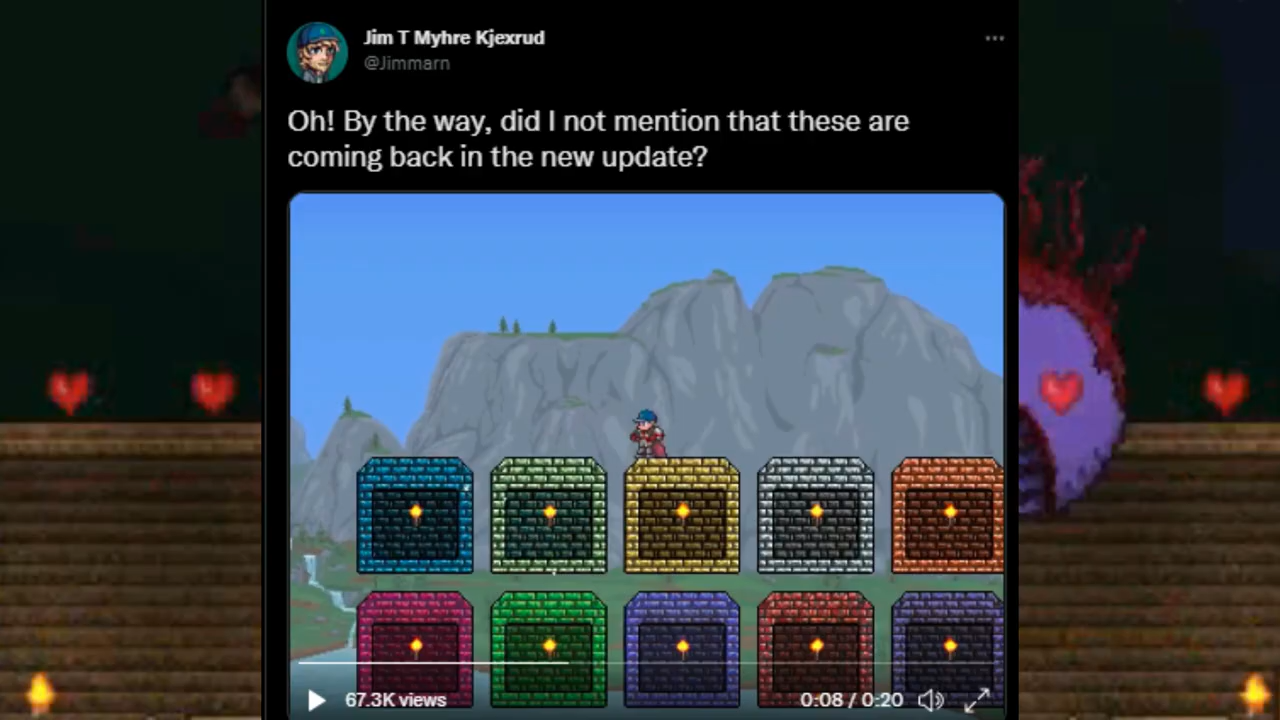 Jim T Myhre Kjexrud
@Jimmarn
Oh! By the way, did I not mention that these are
coming back in the new update?
67.3K views
0:08 / 0:20